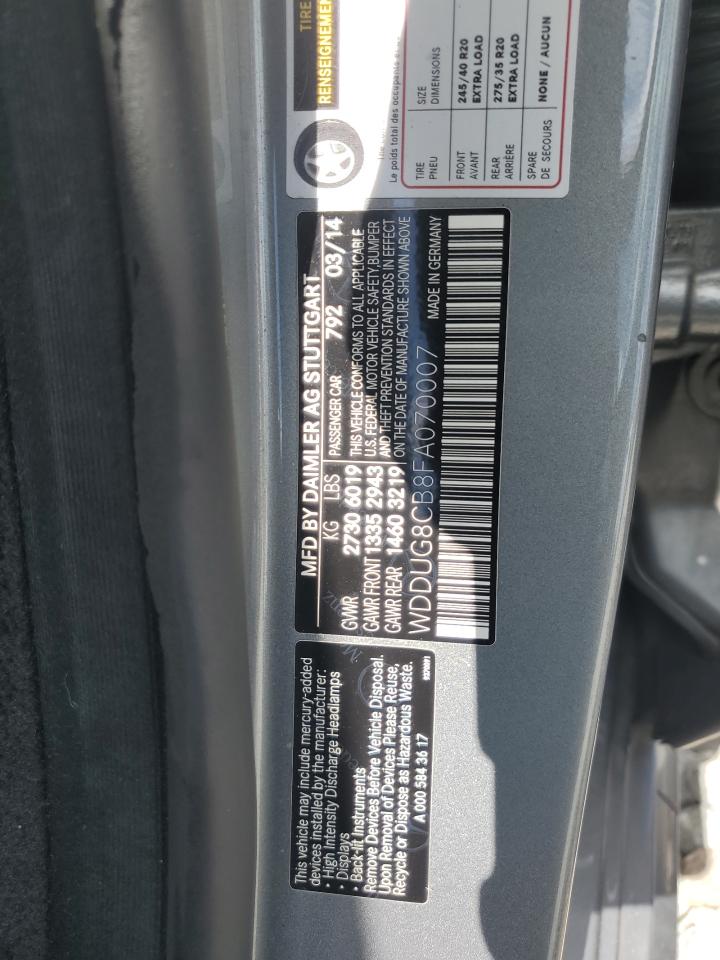 This vehicle may include mercury-added
devices installed by the manufacturer:
• High Intensity Discharge Headlamps
• Displays
• Back-lit Instruments
Remove Devices Before Vehicle Disposal.
Upon Removal of Devices Please Reuse,
Recycle or Dispose as Hazardous Waste.
A 000 584 36 17
MFD BY DAIMLER AG STUTTGART
KG LBS
GVWR 2730 6019
GAWR FRONT 1335 2943
GAWR REAR 1460 3219
PASSENGER CAR 792 03/14
THIS VEHICLE CONFORMS TO ALL APPLICABLE
U.S. FEDERAL MOTOR VEHICLE SAFETY, BUMPER
AND THEFT PREVENTION STANDARDS IN EFFECT
ON THE DATE OF MANUFACTURE SHOWN ABOVE
WDDUG8CB8FA070007 MADE IN GERMANY
TIRE
RENSEIGNEMENT
Le poids total des occupants
TIRE SIZE
PNEU DIMENSIONS
FRONT 245/40 R20
AVANT EXTRA LOAD
REAR 275/35 R20
ARRIÈRE EXTRA LOAD
SPARE NONE / AUCUN
DE SECOURS